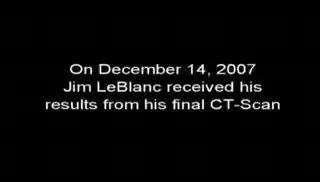 On December 14, 2007
Jim LeBlanc received his
results from his final CT-Scan